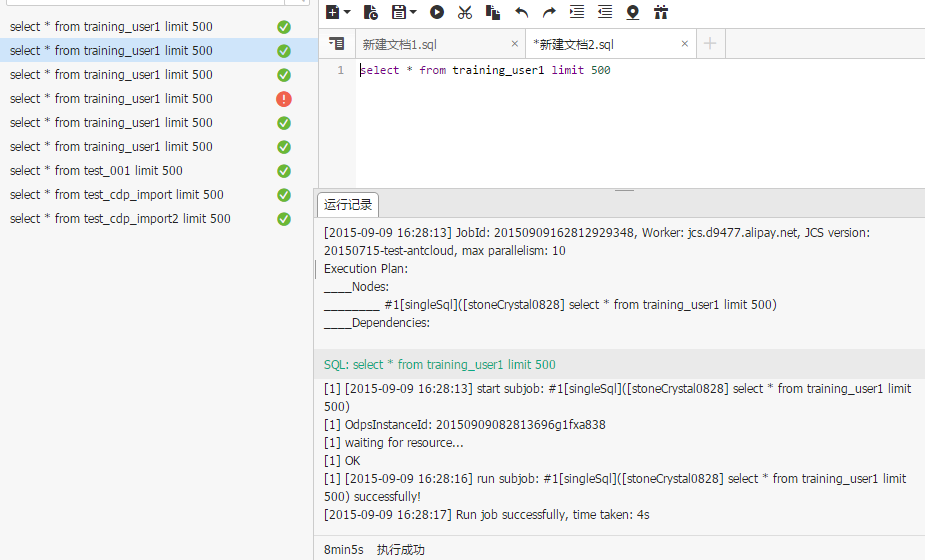 select * from training_user1 limit 500
select * from training_user1 limit 500
select * from training_user1 limit 500
select * from training_user1 limit 500
select * from training_user1 limit 500
select * from training_user1 limit 500
select * from test_001 limit 500
select * from test_cdp_import limit 500
select * from test_cdp_import2 limit 500
新建文档1.sql ×
*新建文档2.sql ×
1 select * from training_user1 limit 500
运行记录
[2015-09-09 16:28:13] JobId: 20150909162812929348, Worker: jcs.d9477.alipay.net, JCS version:
20150715-test-antcloud, max parallelism: 10
Execution Plan:
____Nodes:
________ #1[singleSql]([stoneCrystal0828] select * from training_user1 limit 500)
____Dependencies:
SQL: select * from training_user1 limit 500
[1] [2015-09-09 16:28:13] start subjob: #1[singleSql]([stoneCrystal0828] select * from training_user1 limit
500)
[1] OdpsInstanceId: 20150909082813696g1fxa838
[1] waiting for resource...
[1] OK
[1] [2015-09-09 16:28:16] run subjob: #1[singleSql]([stoneCrystal0828] select * from training_user1 limit
500) successfully!
[2015-09-09 16:28:17] Run job successfully, time taken: 4s
8min5s 执行成功